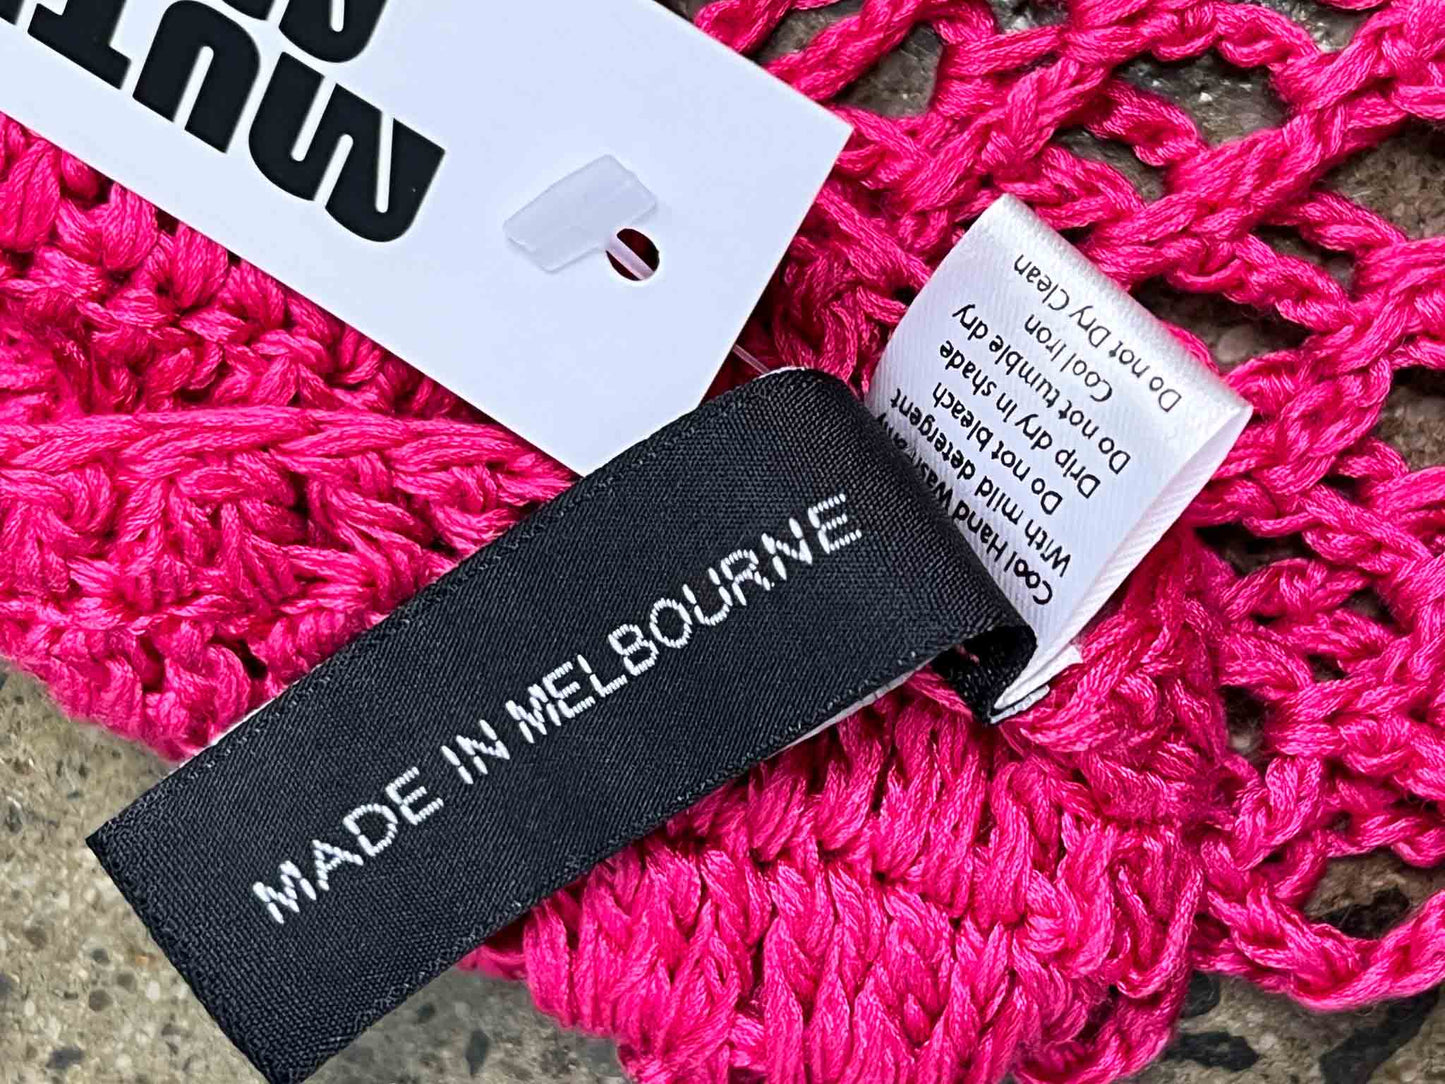 MADE IN MELBOURNE
Cool Hand Wash
With mild detergent
Do not bleach
Drip dry In shade
Do not tumble dry
Cool Iron
Do not Dry Clean